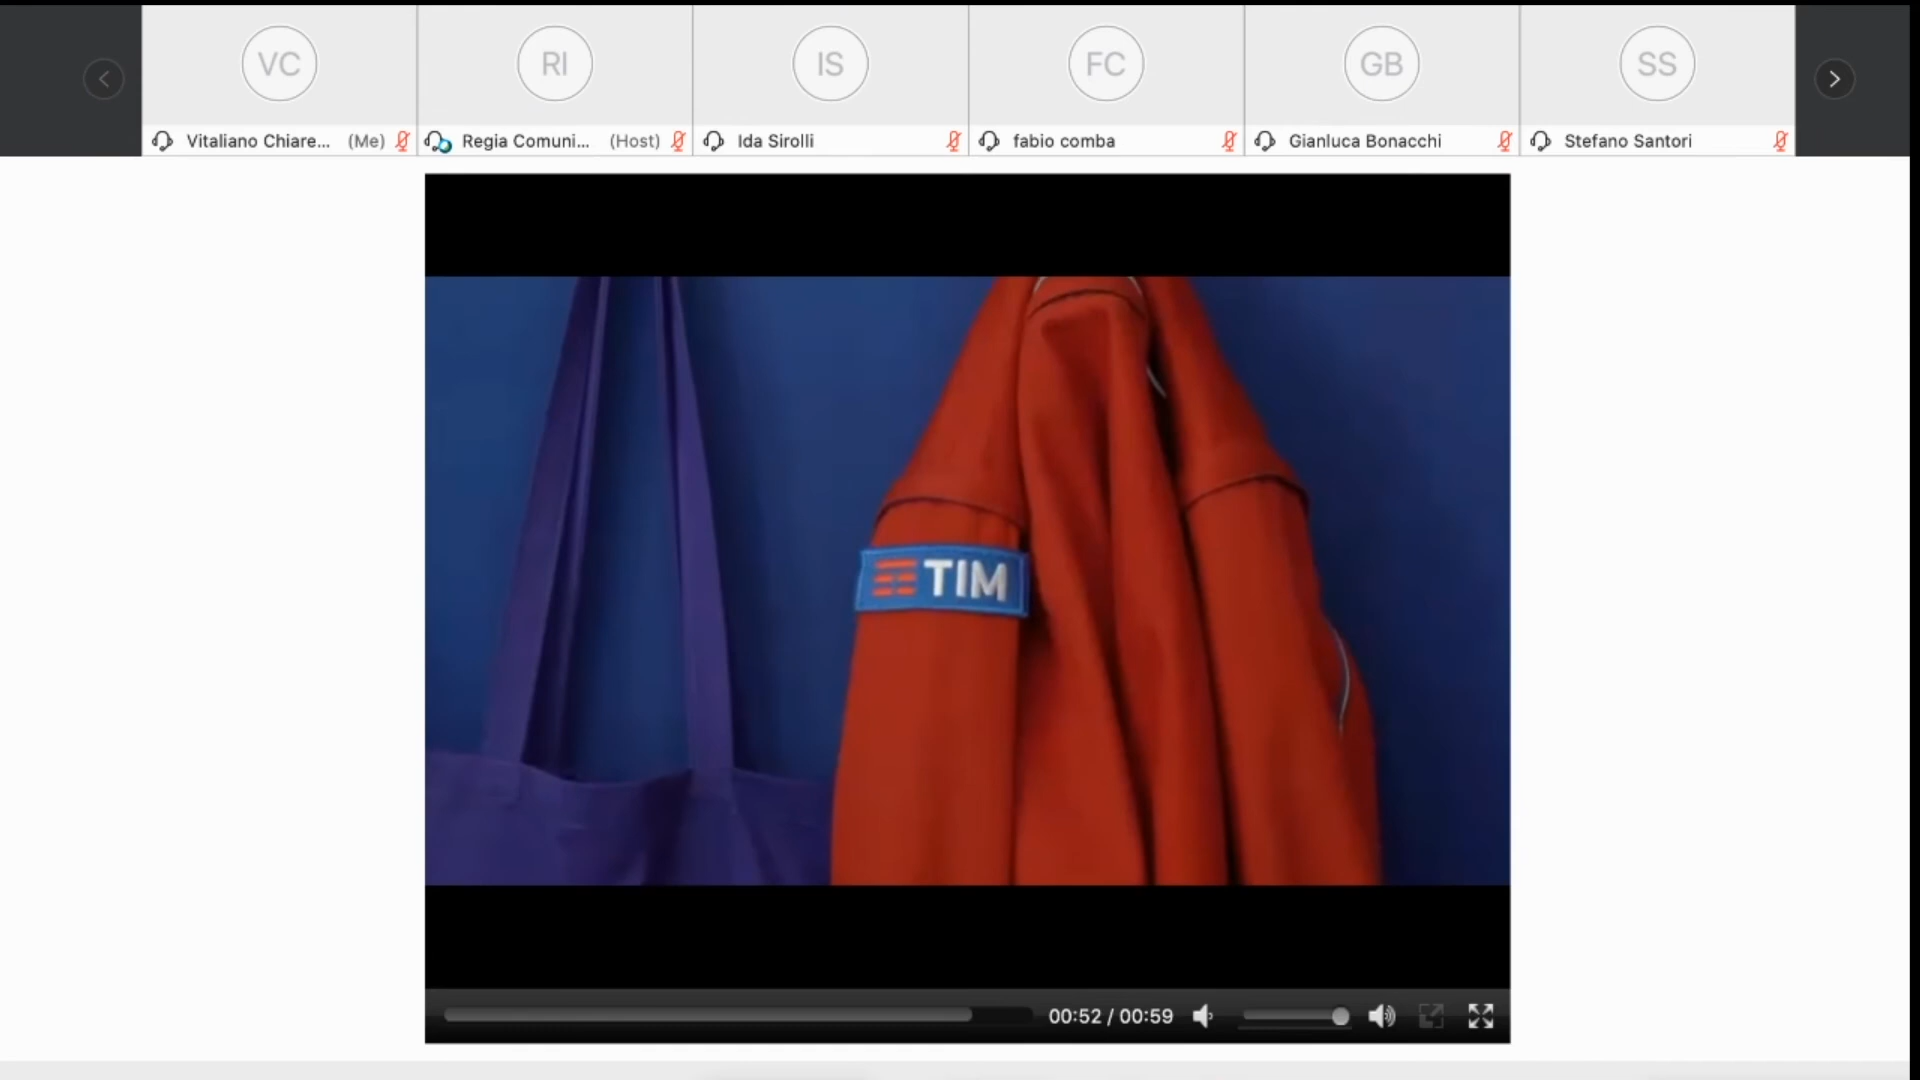 VC
RI
IS
FC
GB
SS
Vitaliano Chiare... (Me)
Regia Comuni... (Host)
Ida Sirolli
fabio comba
Gianluca Bonacchi
Stefano Santori
TIM
00:52 / 00:59